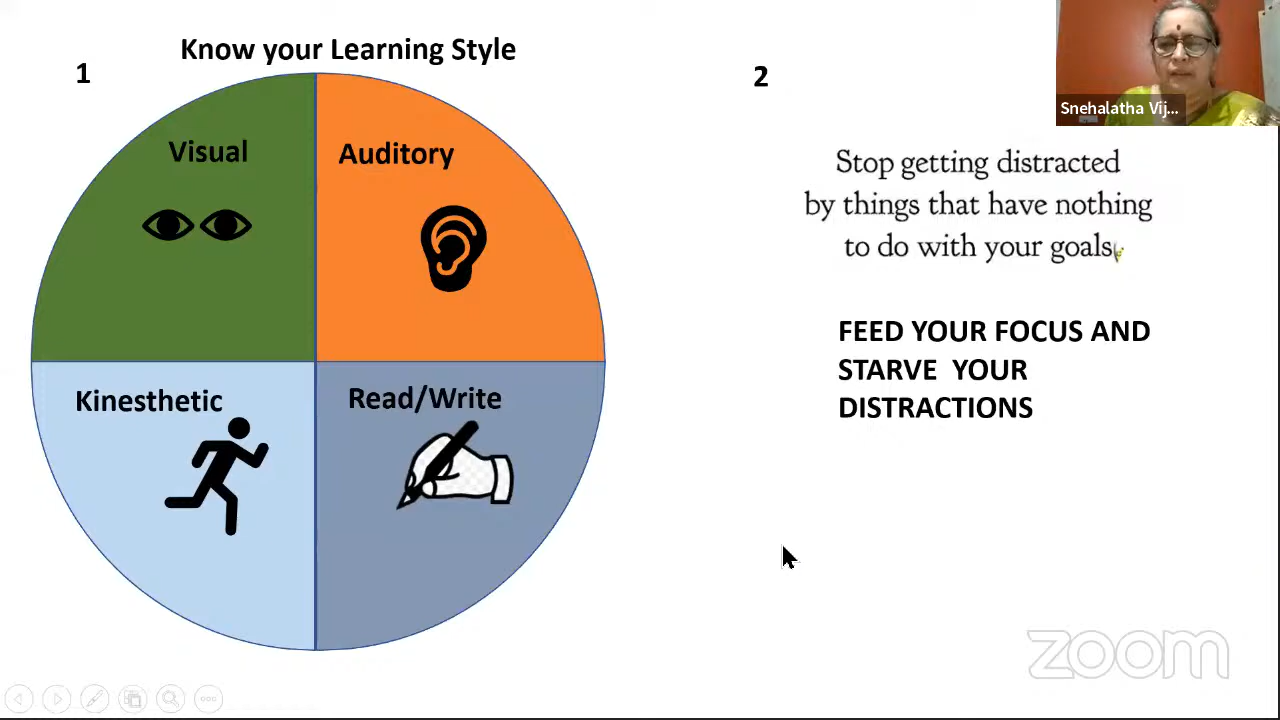 Know your Learning Style
1
Visual
Auditory
Kinesthetic
Read/Write
2
Stop getting distracted
by things that have nothing
to do with your goals
FEED YOUR FOCUS AND
STARVE YOUR
DISTRACTIONS
Snehalatha Vij...
zoom